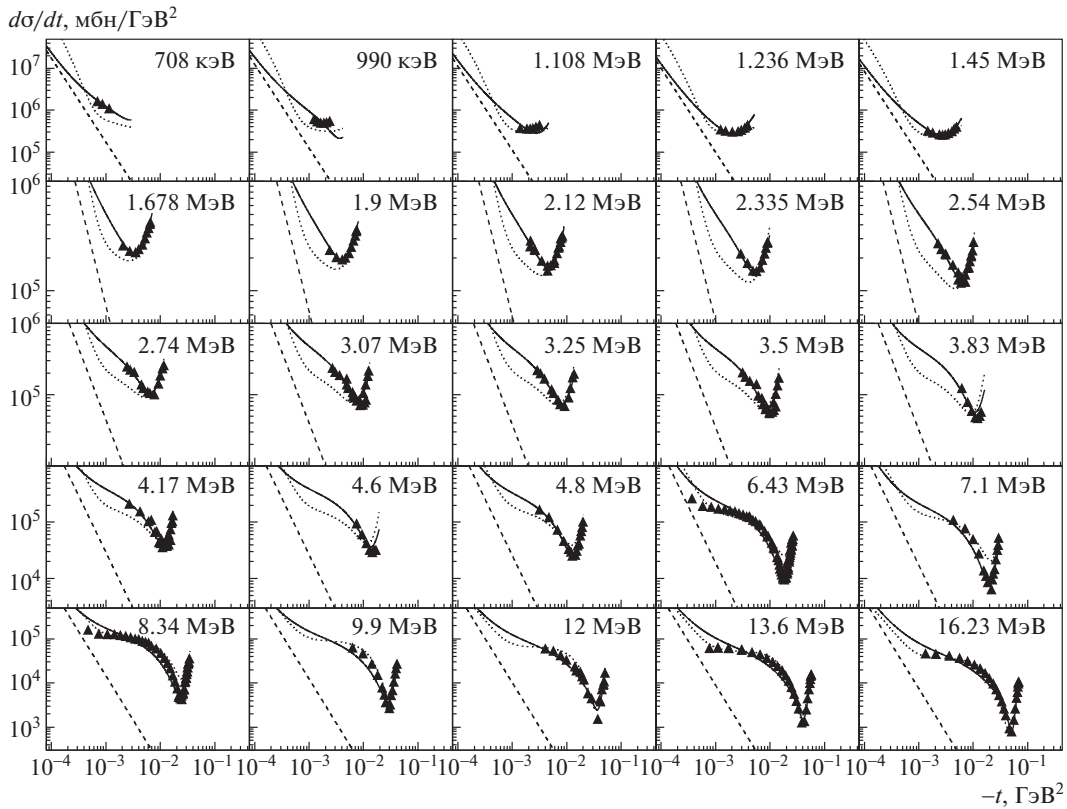 dσ/dt, мбн/ГэВ²
10⁷ 708 кэВ 990 кэВ 1.108 МэВ 1.236 МэВ 1.45 МэВ
10⁶
10⁵
10⁶ 1.678 МэВ 1.9 МэВ 2.12 МэВ 2.335 МэВ 2.54 МэВ
10⁵
10⁶ 2.74 МэВ 3.07 МэВ 3.25 МэВ 3.5 МэВ 3.83 МэВ
10⁵
4.17 МэВ 4.6 МэВ 4.8 МэВ 6.43 МэВ 7.1 МэВ
10⁵
10⁴
8.34 МэВ 9.9 МэВ 12 МэВ 13.6 МэВ 16.23 МэВ
10⁵
10⁴
10³
10⁻⁴ 10⁻³ 10⁻² 10⁻¹ 10⁻⁴ 10⁻³ 10⁻² 10⁻¹ 10⁻⁴ 10⁻³ 10⁻² 10⁻¹ 10⁻⁴ 10⁻³ 10⁻² 10⁻¹ 10⁻⁴ 10⁻³ 10⁻² 10⁻¹
−t, ГэВ²